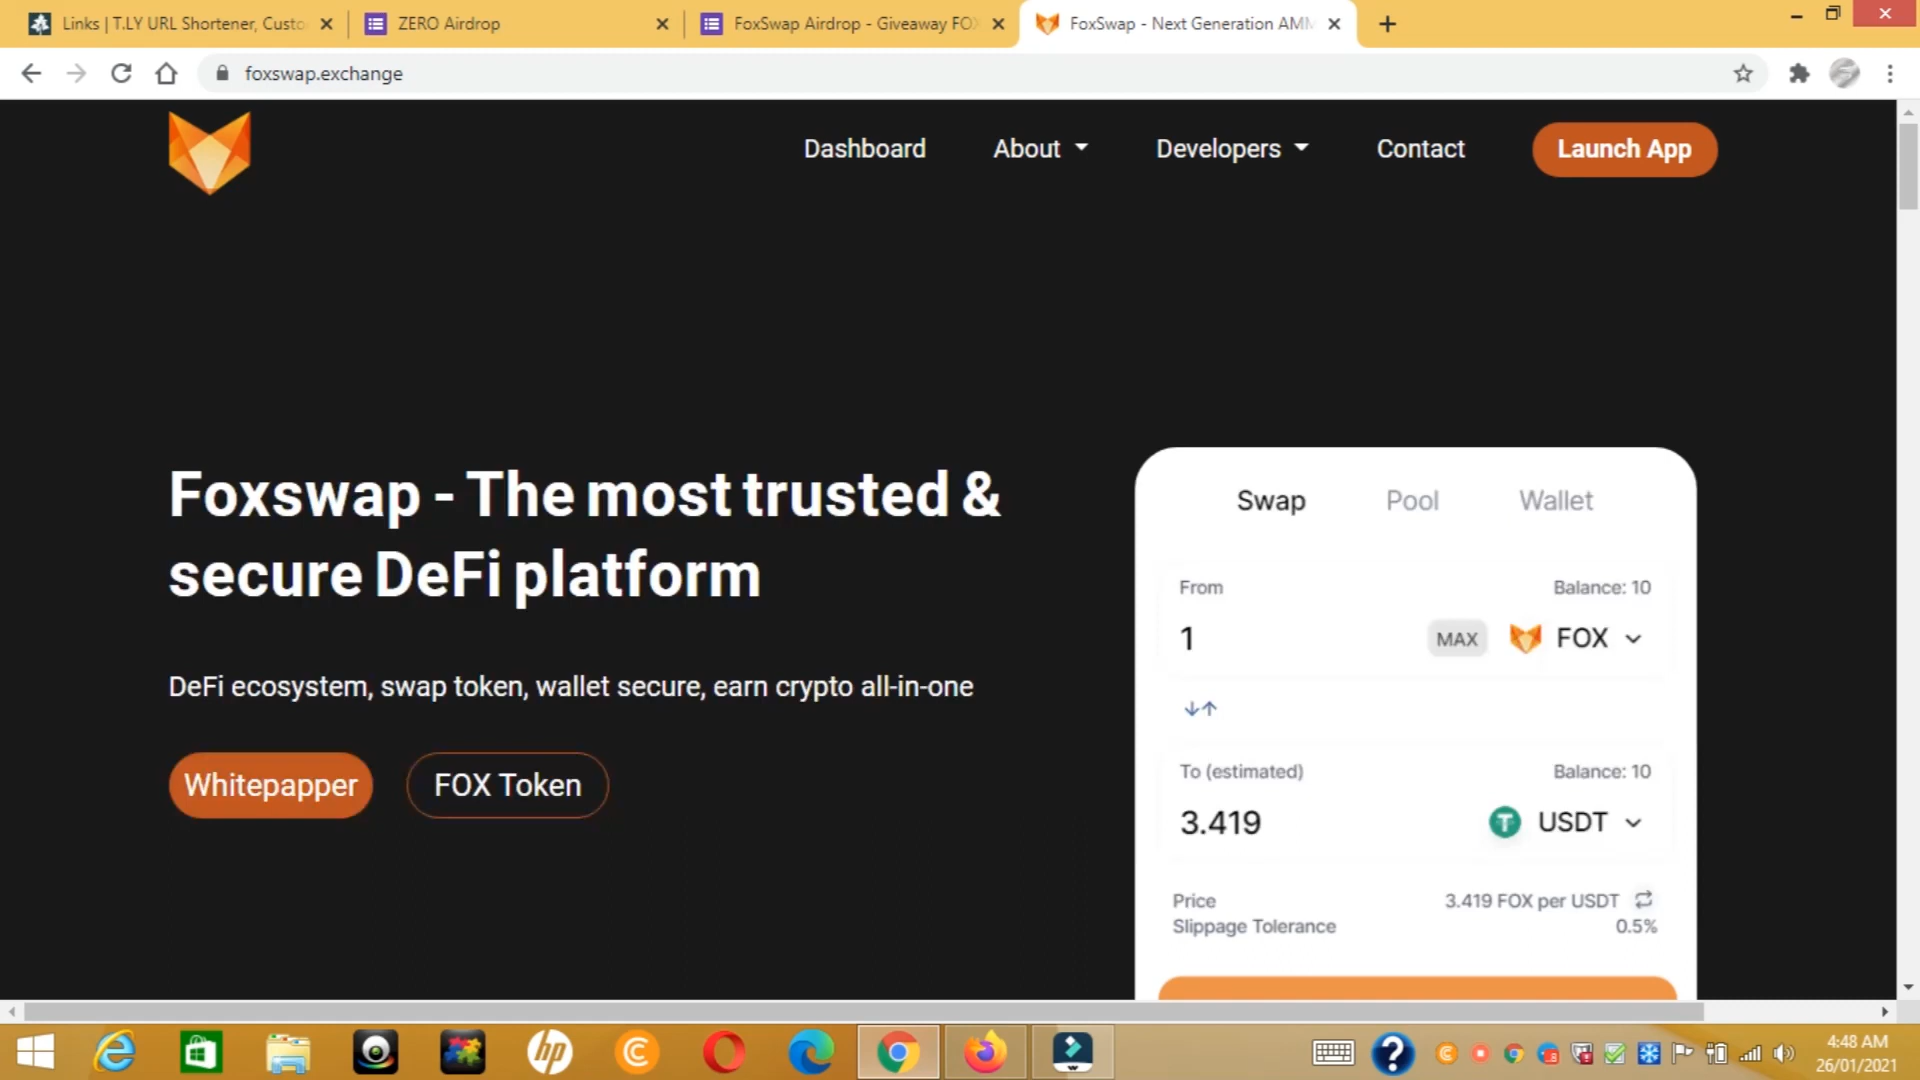 Links | T.LY URL Shortener, Custo
ZERO Airdrop
FoxSwap Airdrop - Giveaway FOX
FoxSwap - Next Generation AMM
foxswap.exchange
Dashboard
About
Developers
Contact
Launch App
Foxswap - The most trusted &
secure DeFi platform
DeFi ecosystem, swap token, wallet secure, earn crypto all-in-one
Whitepapper
FOX Token
Swap
Pool
Wallet
From
Balance: 10
1
MAX
FOX
To (estimated)
Balance: 10
3.419
USDT
Price
3.419 FOX per USDT
Slippage Tolerance
0.5%
hp
4:48 AM
26/01/2021